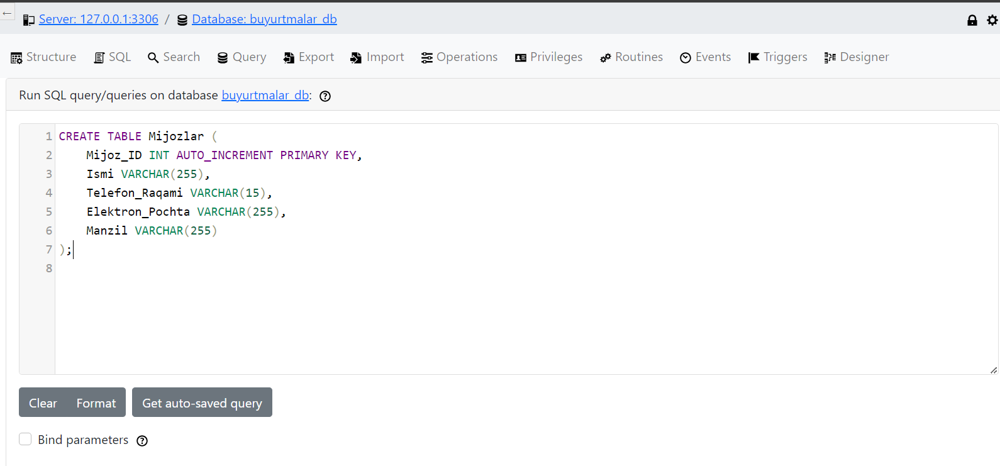 ←
Server: 127.0.0.1:3306 / Database: buyurtmalar_db
Structure SQL Search Query Export Import Operations Privileges Routines Events Triggers Designer
Run SQL query/queries on database buyurtmalar_db:
1 CREATE TABLE Mijozlar (
2 Mijoz_ID INT AUTO_INCREMENT PRIMARY KEY,
3 Ismi VARCHAR(255),
4 Telefon_Raqami VARCHAR(15),
5 Elektron_Pochta VARCHAR(255),
6 Manzil VARCHAR(255)
7 );
8
Clear Format Get auto-saved query
Bind parameters